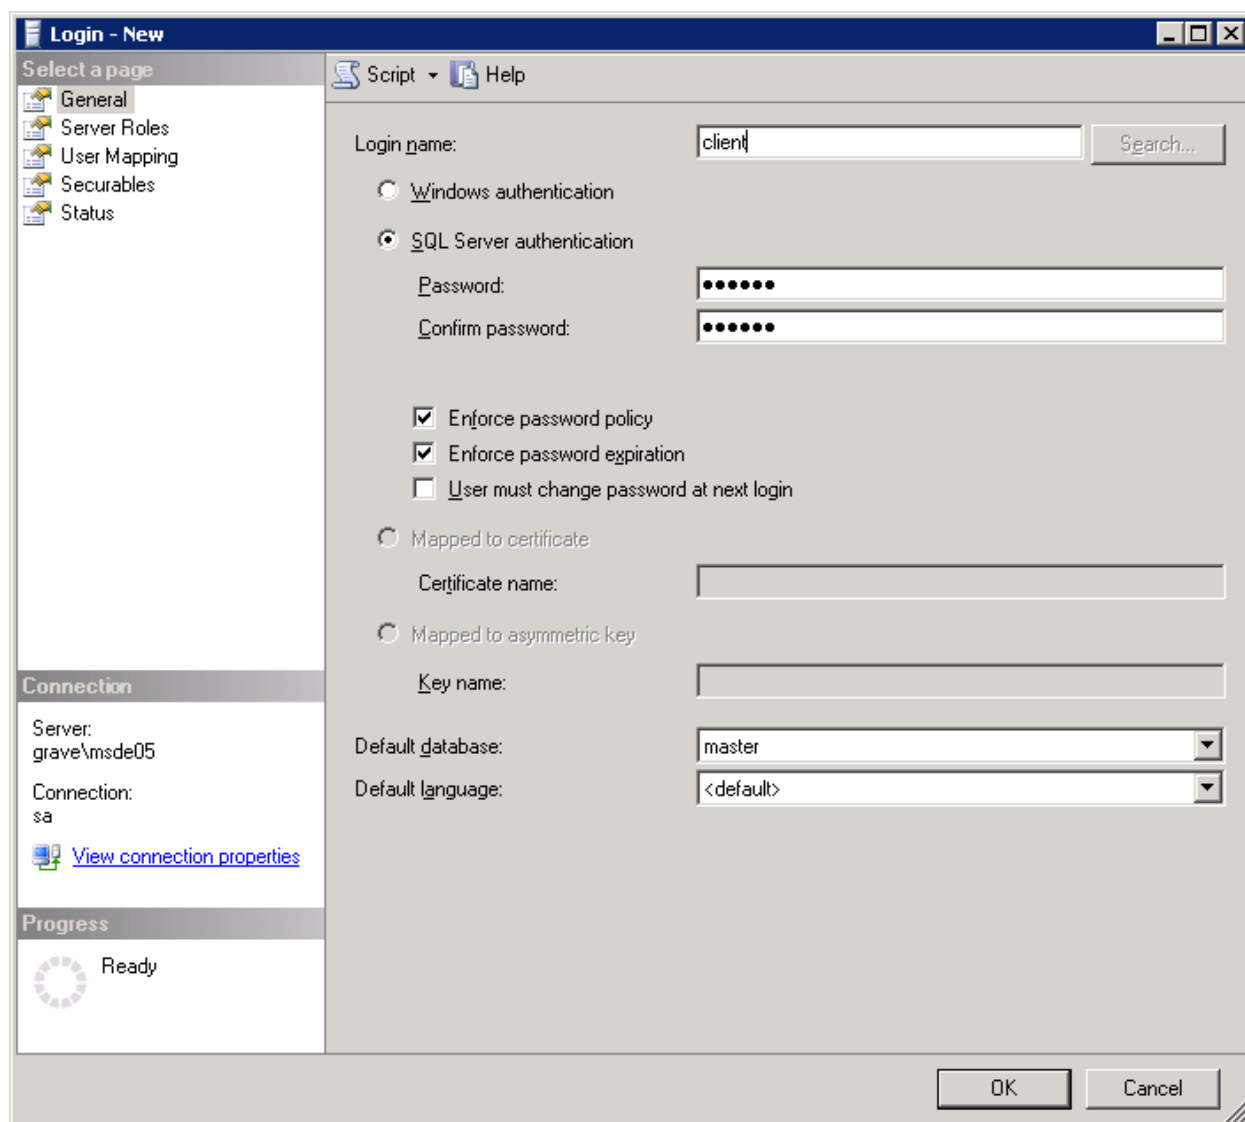 Login - New
Select a page
General
Server Roles
User Mapping
Securables
Status
Script
Help
Login name:
client
Search...
Windows authentication
SQL Server authentication
Password:
●●●●●●
Confirm password:
●●●●●●
Enforce password policy
Enforce password expiration
User must change password at next login
Mapped to certificate
Certificate name:
Mapped to asymmetric key
Key name:
Default database:
master
Default language:
<default>
Connection
Server:
grave\msde05
Connection:
sa
View connection properties
Progress
Ready
OK
Cancel